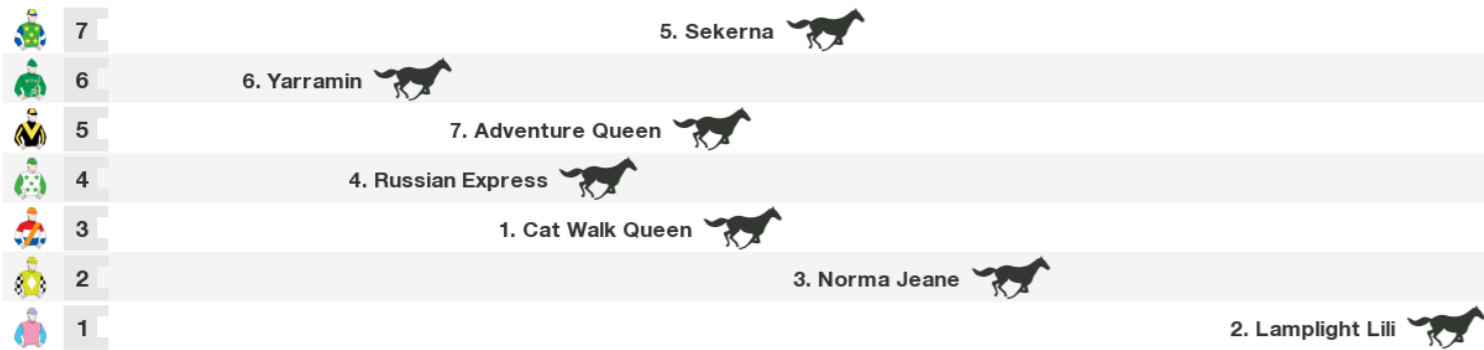 7 5. Sekerna
6 6. Yarramin
5 7. Adventure Queen
4 4. Russian Express
3 1. Cat Walk Queen
2 3. Norma Jeane
1 2. Lamplight Lili